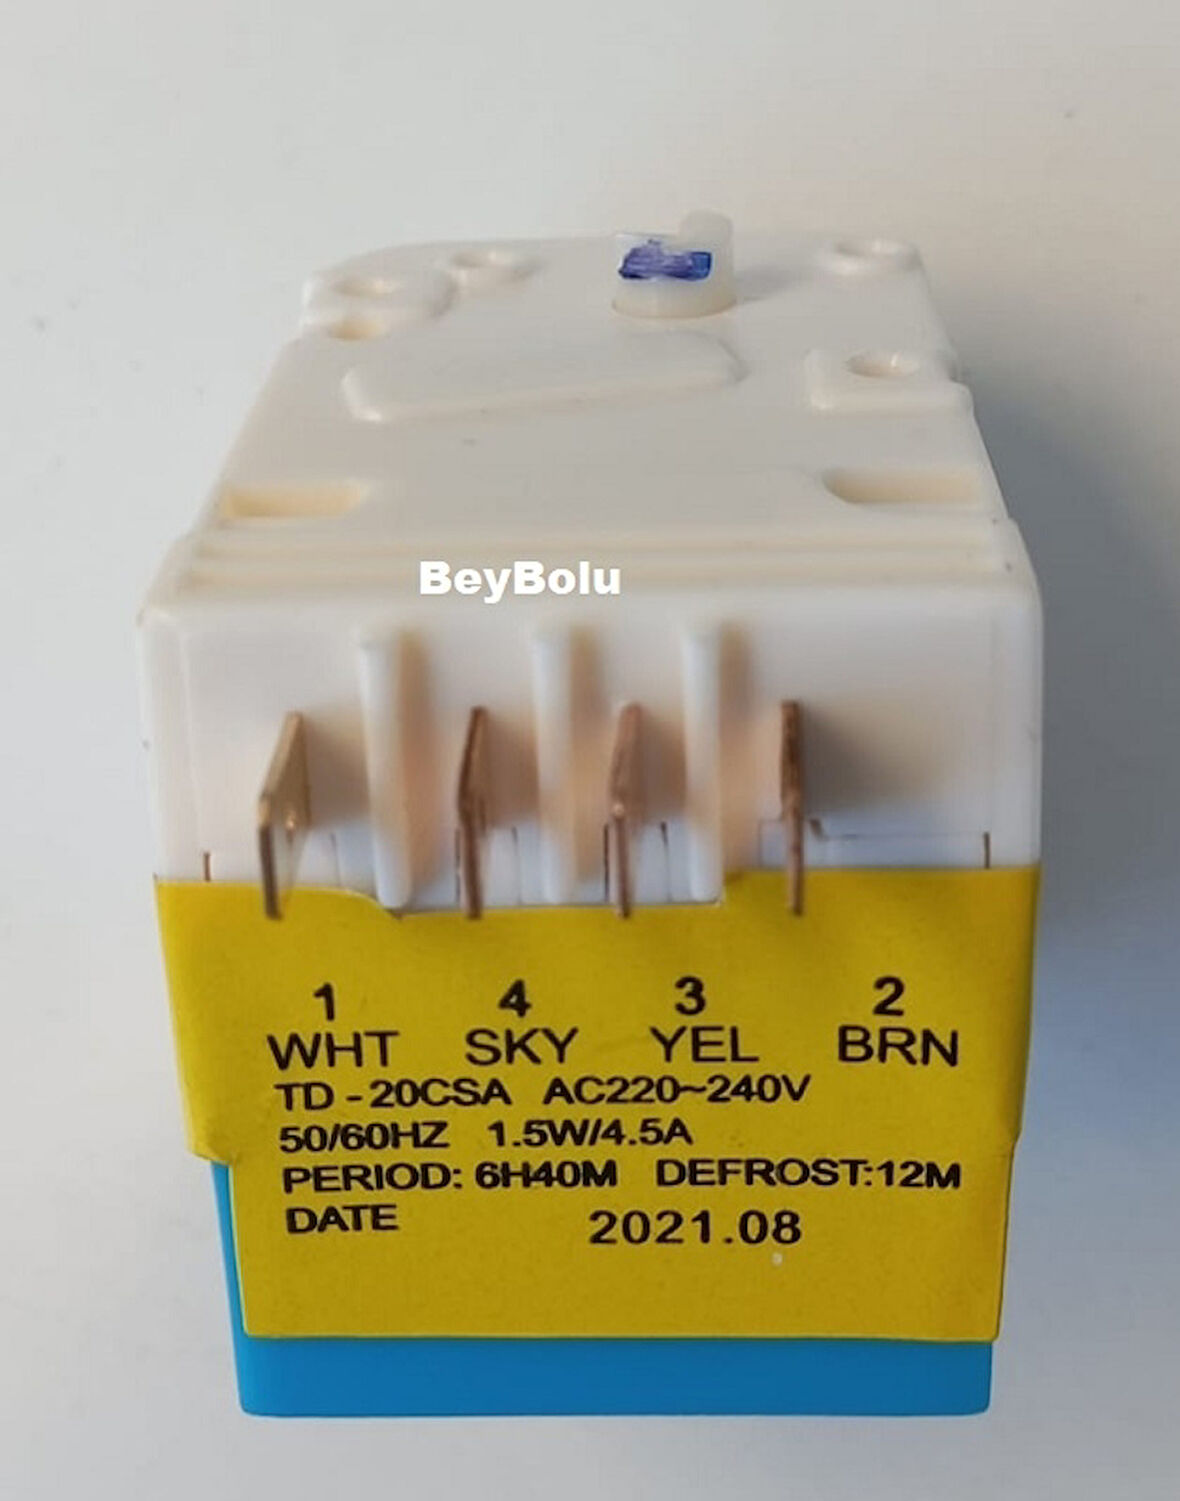 BeyBolu
1 4 3 2
WHT SKY YEL BRN
TD - 20CSA AC220~240V
50/60HZ 1.5W/4.5A
PERIOD: 6H40M DEFROST:12M
DATE 2021.08